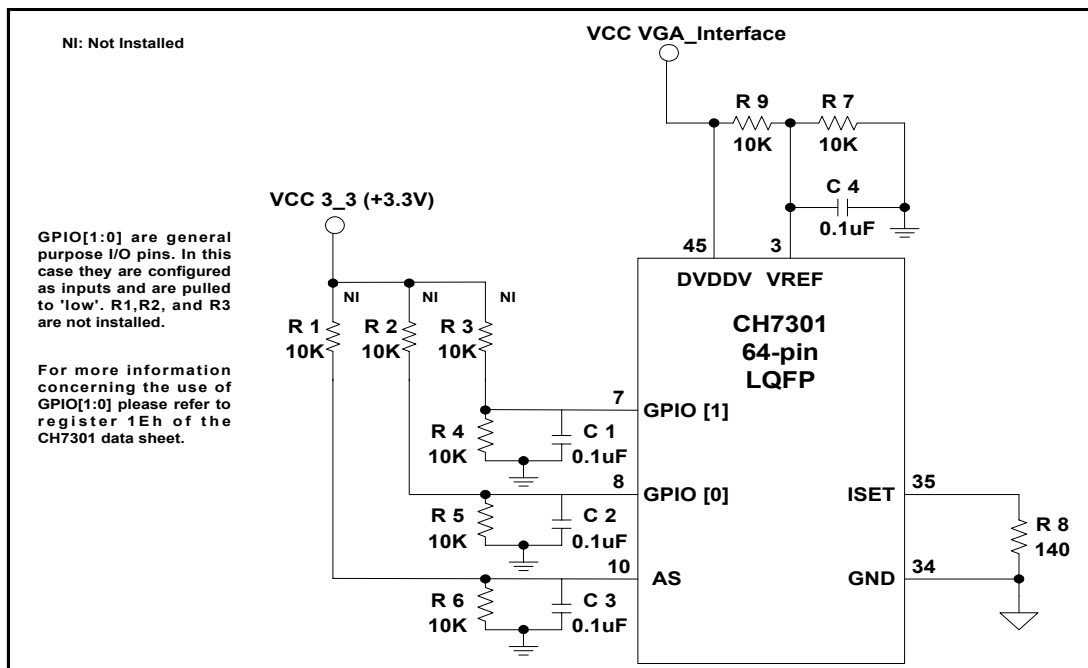 NI: Not Installed
VCC VGA_Interface
R 9
R 7
10K
10K
C 4
0.1uF
VCC 3_3 (+3.3V)
GPIO[1:0] are general
purpose I/O pins. In this
case they are configured
as inputs and are pulled
to 'low'. R1,R2, and R3
are not installed.
For more information
concerning the use of
GPIO[1:0] please refer to
register 1Eh of the
CH7301 data sheet.
NI
NI
NI
R 1
10K
R 2
10K
R 3
10K
45
3
DVDDV
VREF
CH7301
64-pin
LQFP
7
GPIO [1]
R 4
10K
C 1
0.1uF
8
GPIO [0]
R 5
10K
C 2
0.1uF
10
AS
R 6
10K
C 3
0.1uF
ISET
35
R 8
140
GND
34